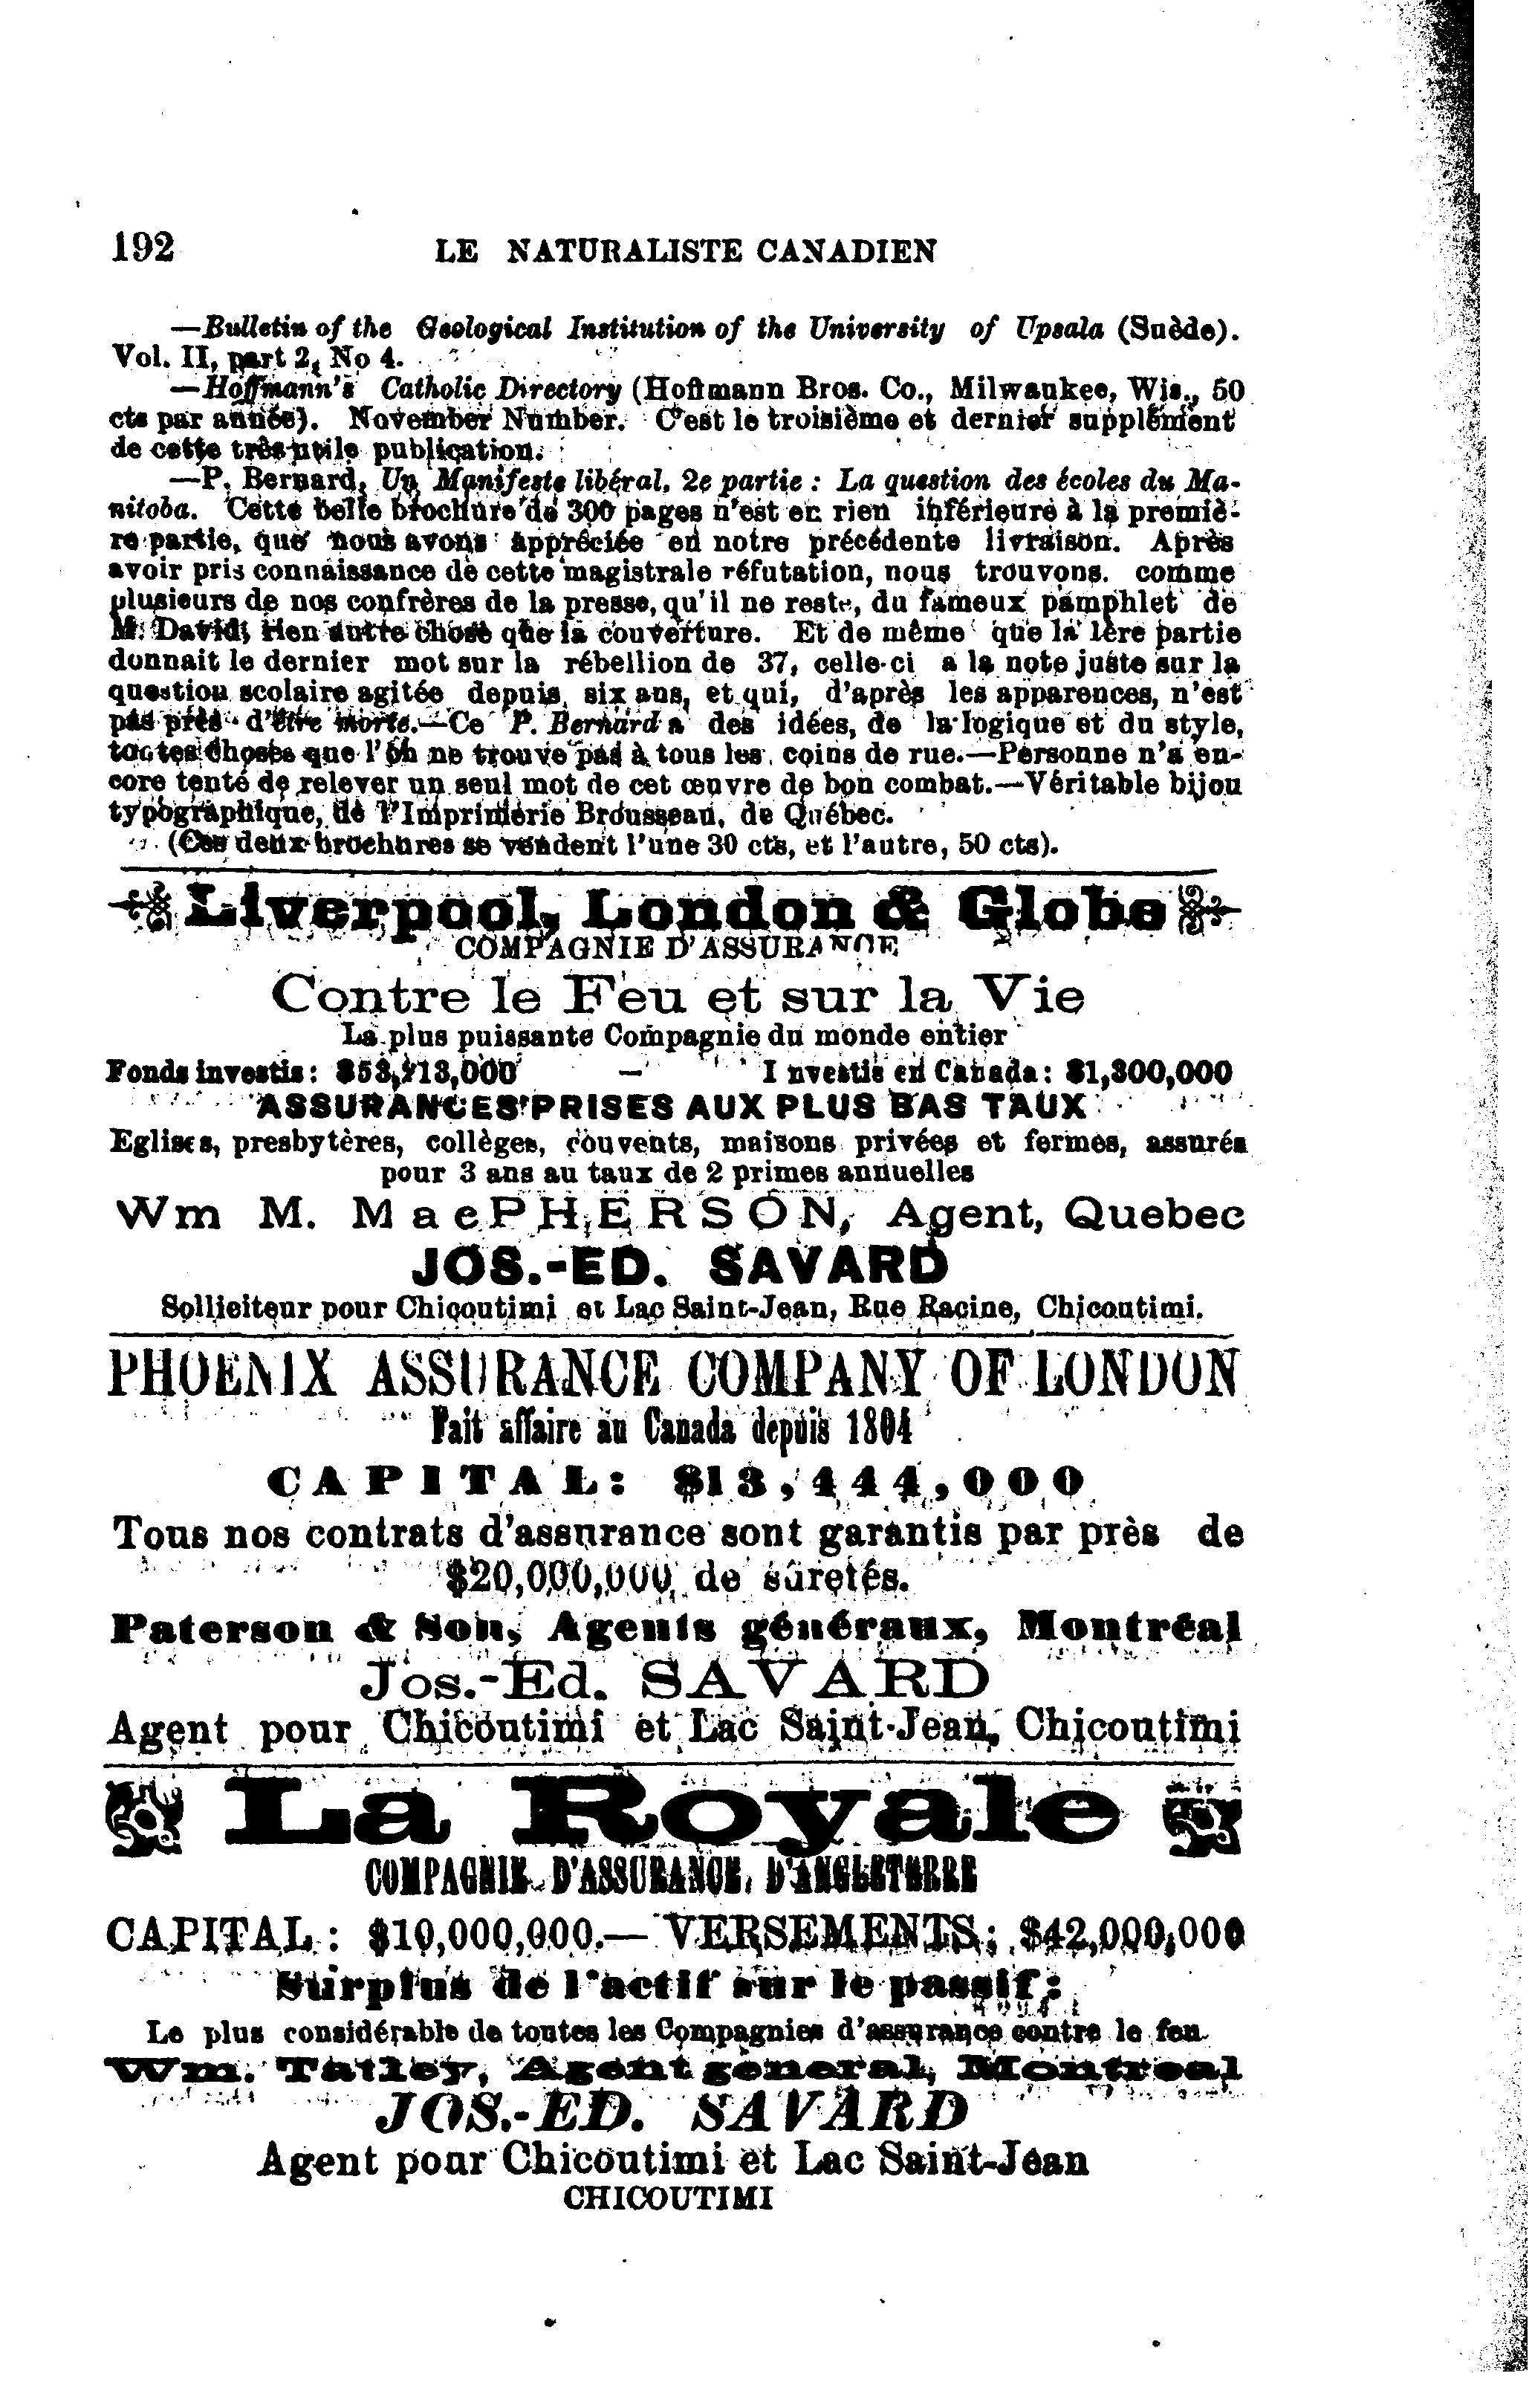 192 LE NATURALISTE CANADIEN
—Bulletin of the Geological Institution of the University of Upsala (Suède).
Vol. II, part 2, No 4.
—Hoffmann's Catholic Directory (Hoffmann Bros. Co., Milwaukee, Wis., 50
cts par année). November Number. C'est le troisième et dernier supplément
de cette très utile publication.
—P. Bernard, Un Manifeste libéral, 2e partie : La question des écoles du Ma-
nitoba. Cette belle brochure de 300 pages n'est en rien inférieure à la premiè-
re partie, que nous avons appréciée en notre précédente livraison. Après
avoir pris connaissance de cette magistrale réfutation, nous trouvons. comme
plusieurs de nos confrères de la presse, qu'il ne reste, du fameux pamphlet de
M. David, rien autre chose que la couverture. Et de même que la 1ère partie
donnait le dernier mot sur la rébellion de 37, celle-ci a la note juste sur la
question scolaire agitée depuis six ans, et qui, d'après les apparences, n'est
pas près d'être morte.—Ce P. Bernard a des idées, de la logique et du style,
toutes choses que l'on ne trouve pas à tous les coins de rue.—Personne n'a en-
core tenté de relever un seul mot de cet œuvre de bon combat.—Véritable bijou
typographique, de l'Imprimerie Brousseau, de Québec.
(Ces deux brochures se vendent l'une 30 cts, et l'autre, 50 cts).
Liverpool, London & Globe
COMPAGNIE D'ASSURANCE
Contre le Feu et sur la Vie
La plus puissante Compagnie du monde entier
Fonds investis: $53,213,000 – Investis en Canada: $1,300,000
ASSURANCES PRISES AUX PLUS BAS TAUX
Eglises, presbytères, collèges, couvents, maisons privées et fermes, assurés
pour 3 ans au taux de 2 primes annuelles
Wm M. MacPHERSON, Agent, Quebec
JOS.-ED. SAVARD
Solliciteur pour Chicoutimi et Lac Saint-Jean, Rue Racine, Chicoutimi.
PHOENIX ASSURANCE COMPANY OF LONDON
Fait affaire au Canada depuis 1804
CAPITAL: $13,444,000
Tous nos contrats d'assurance sont garantis par près de
$20,000,000 de sûretés.
Paterson & Son, Agents généraux, Montréal
Jos.-Ed. SAVARD
Agent pour Chicoutimi et Lac Saint-Jean, Chicoutimi
La Royale
COMPAGNIE D'ASSURANCE D'ANGLETERRE
CAPITAL: $10,000,000.— VERSEMENTS: $42,000,000
Surplus de l'actif sur le passif:
Le plus considérable de toutes les Compagnies d'assurance contre le feu
Wm. Tatley, Agent general, Montreal
JOS.-ED. SAVARD
Agent pour Chicoutimi et Lac Saint-Jean
CHICOUTIMI